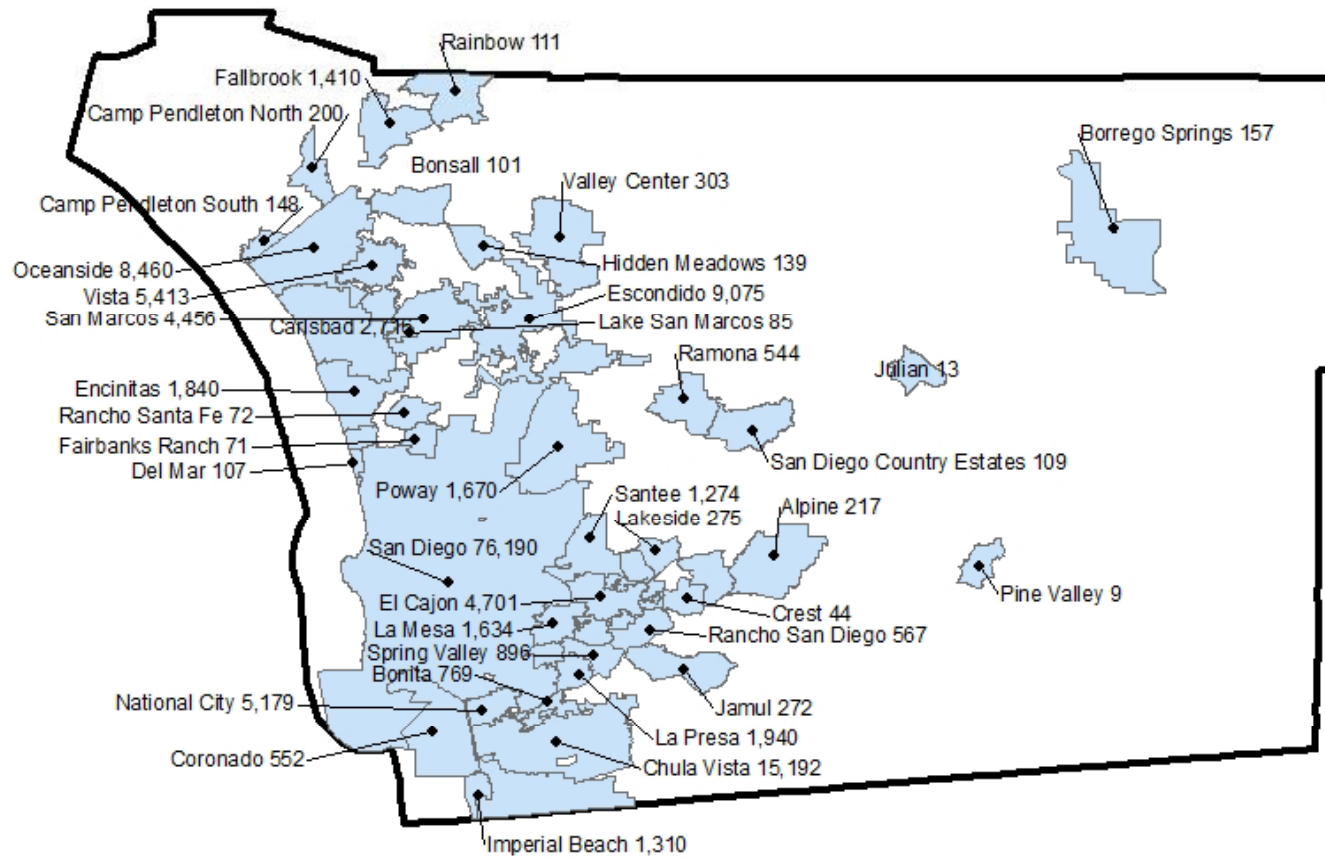 Rainbow 111
Fallbrook 1,410
Camp Pendleton North 200
Borrego Springs 157
Bonsall 101
Valley Center 303
Camp Pendleton South 148
Oceanside 8,460
Hidden Meadows 139
Vista 5,413
Escondido 9,075
San Marcos 4,456
Carlsbad 2,716
Lake San Marcos 85
Ramona 544
Julian 13
Encinitas 1,840
Rancho Santa Fe 72
Fairbanks Ranch 71
San Diego Country Estates 109
Del Mar 107
Poway 1,670
Santee 1,274
Alpine 217
Lakeside 275
San Diego 76,190
Pine Valley 9
El Cajon 4,701
Crest 44
La Mesa 1,634
Rancho San Diego 567
Spring Valley 896
Bonita 769
National City 5,179
Jamul 272
La Presa 1,940
Coronado 552
Chula Vista 15,192
Imperial Beach 1,310